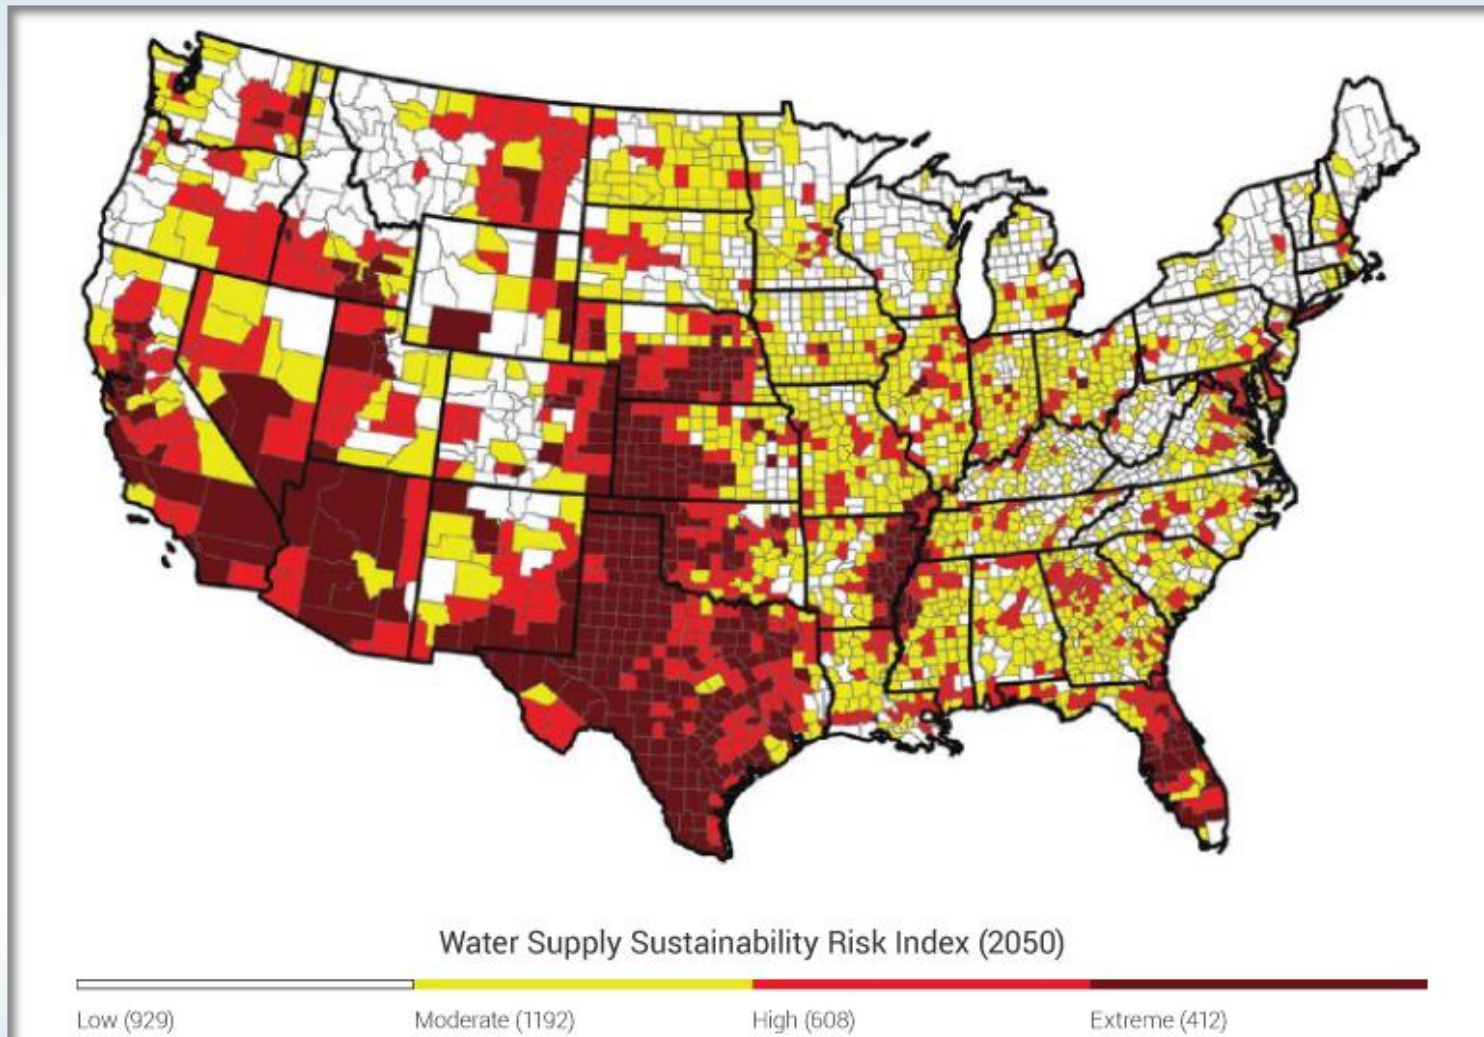 Water Supply Sustainability Risk Index (2050)
Low (929) Moderate (1192) High (608) Extreme (412)